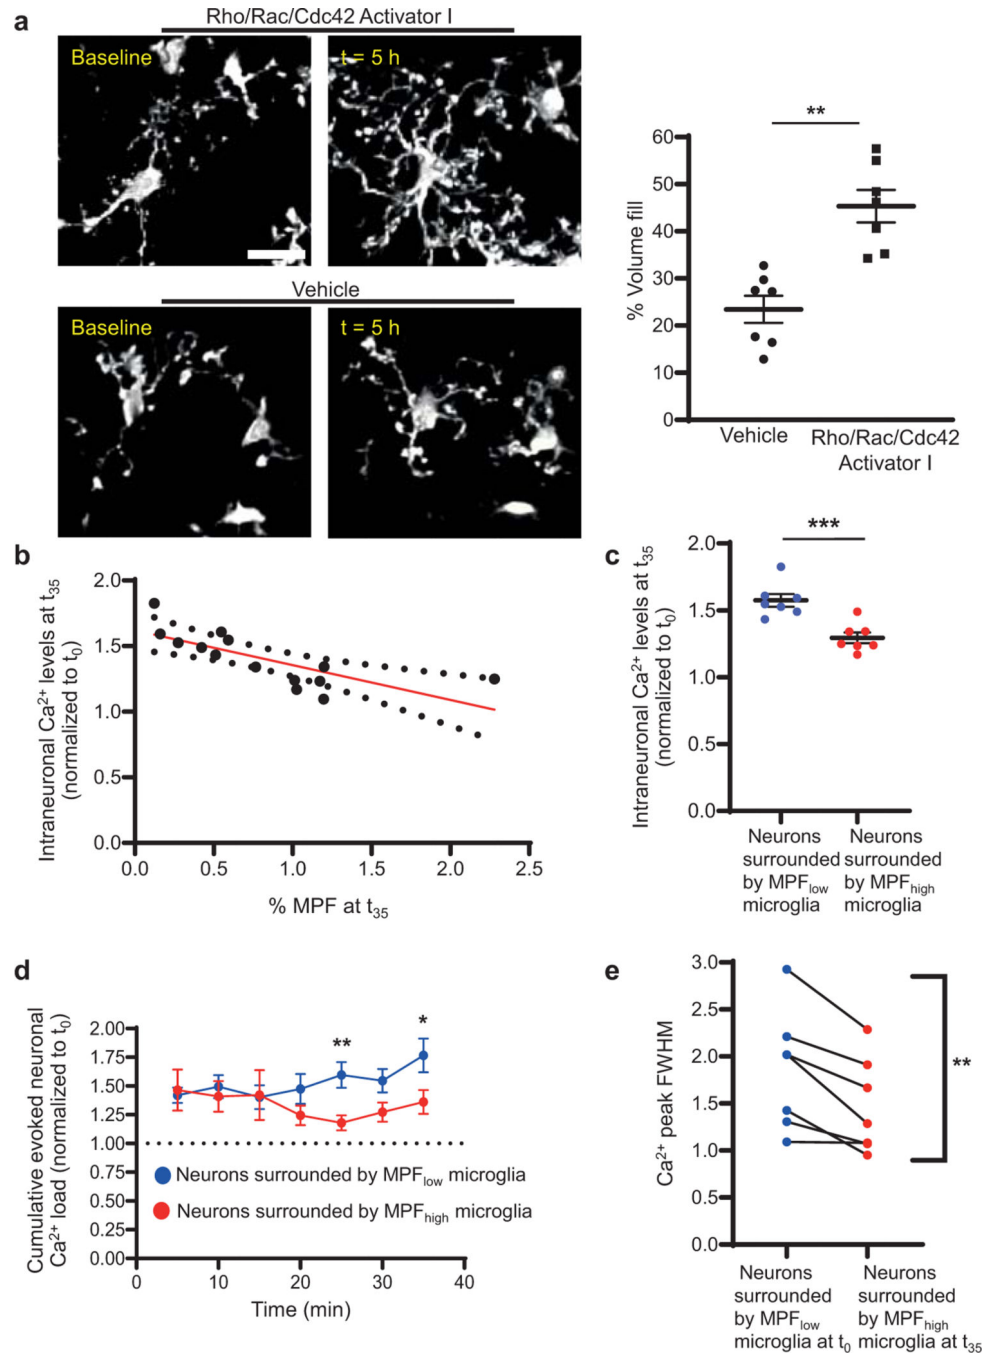 a
Rho/Rac/Cdc42 Activator I
Baseline
t = 5 h
Vehicle
Baseline
t = 5 h
**
% Volume fill
60
50
40
30
20
10
0
Vehicle
Rho/Rac/Cdc42
Activator I
b
Intraneuronal Ca2+ levels at t35
(normalized to t0)
2.0
1.5
1.0
0.5
0.0
0.0 0.5 1.0 1.5 2.0 2.5
% MPF at t35
c
***
Intraneuronal Ca2+ levels at t35
(normalized to t0)
2.0
1.5
1.0
0.5
0.0
Neurons
surrounded
by MPFlow
microglia
Neurons
surrounded
by MPFhigh
microglia
d
Cumulative evoked neuronal
Ca2+ load (normalized to t0)
2.00
1.75
1.50
1.25
1.00
0.75
0.50
0.25
0.00
**
*
Neurons surrounded by MPFlow microglia
Neurons surrounded by MPFhigh microglia
0 10 20 30 40
Time (min)
e
Ca2+ peak FWHM
3.0
2.5
2.0
1.5
1.0
0.5
0.0
**
Neurons
surrounded
by MPFlow
microglia at t0
Neurons
surrounded
by MPFhigh
microglia at t35